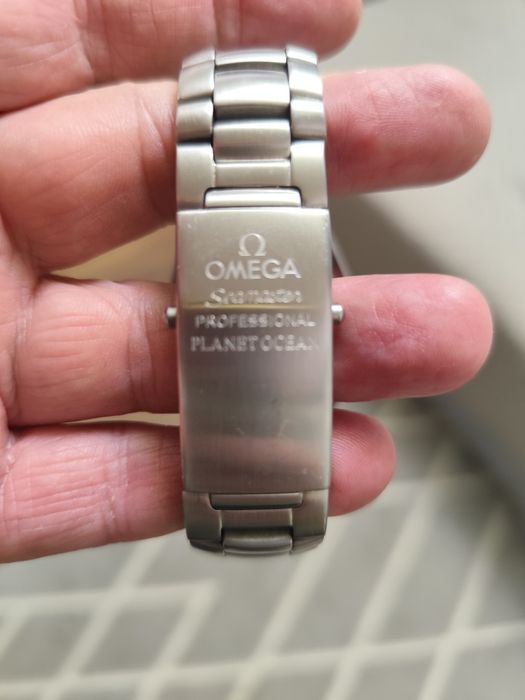 Ω
OMEGA
Seamaster
PROFESSIONAL
PLANET OCEAN